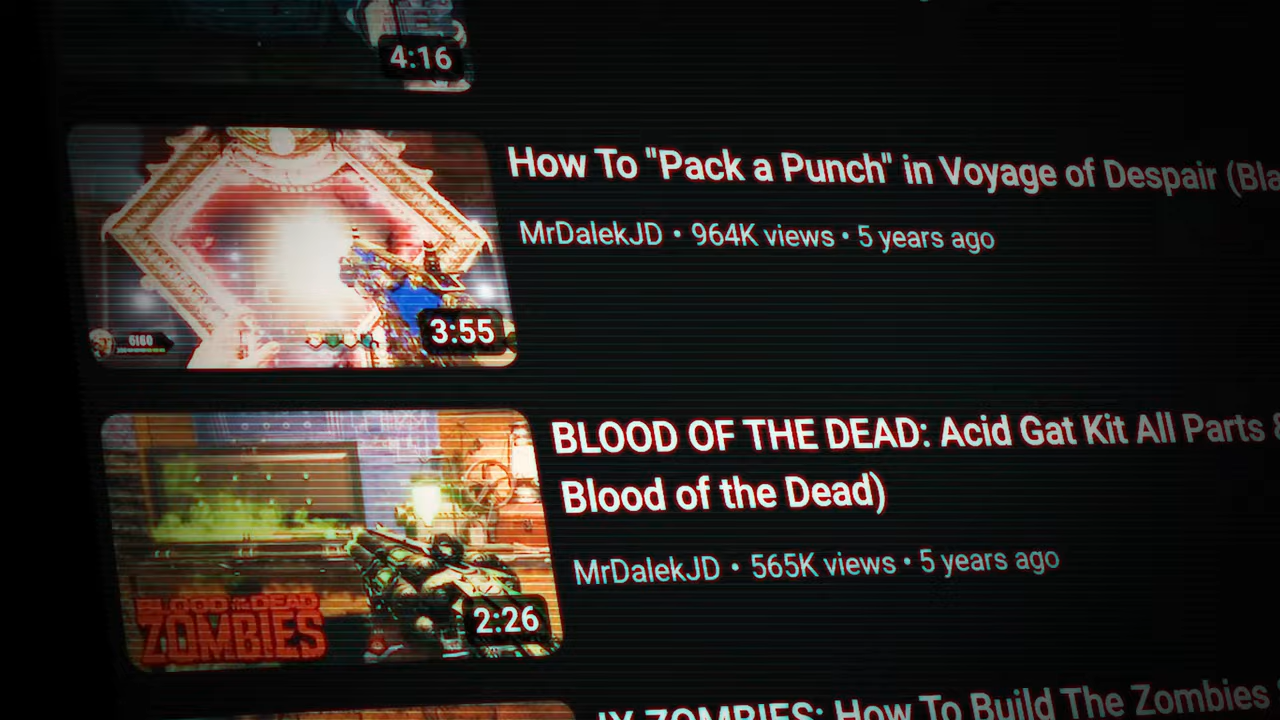 4:16
How To "Pack a Punch" in Voyage of Despair (Bla
MrDalekJD • 964K views • 5 years ago
6160
3:55
BLOOD OF THE DEAD: Acid Gat Kit All Parts &
Blood of the Dead)
MrDalekJD • 565K views • 5 years ago
BLOOD OF THE DEAD
ZOMBIES
2:26
ZOMBIES: How To Build The Zombies